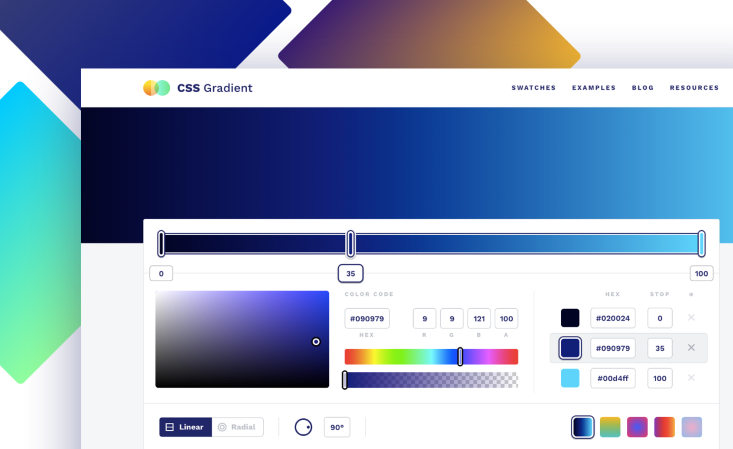 CSS Gradient
SWATCHES EXAMPLES BLOG RESOURCES
0 35 100
COLOR CODE
#090979 9 9 121 100
HEX R G B A
HEX STOP
#020024 0 ×
#090979 35 ×
#00d4ff 100 ×
Linear Radial 90°